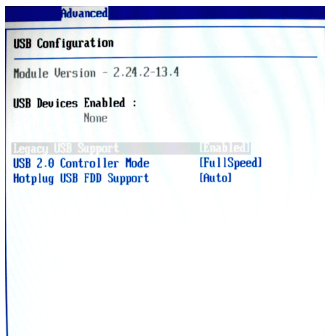 Advanced
USB Configuration
Module Version - 2.24.2-13.4
USB Devices Enabled :
None
Legacy USB Support [Enabled]
USB 2.0 Controller Mode [FullSpeed]
Hotplug USB FDD Support [Auto]